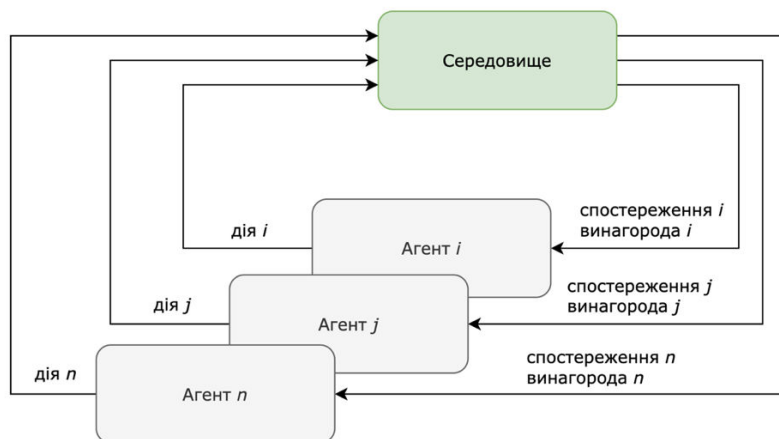 Середовище
спостереження i
дія i
Агент i
винагорода i
спостереження j
дія j
Агент j
винагорода j
спостереження n
дія n
Агент n
винагорода n